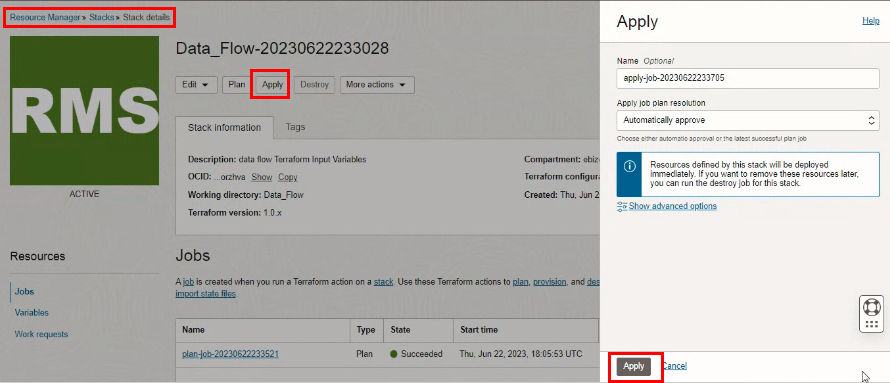 Resource Manager » Stacks » Stack details
RMS
ACTIVE
Data_Flow-20230622233028
Edit Plan Apply Destroy More actions
Stack information Tags
Description: data flow Terraform Input Variables
OCID: ...orzhva Show Copy
Working directory: Data_Flow
Terraform version: 1.0.x
Compartment: ebiz
Terraform configura
Created: Thu, Jun 22
Resources
Jobs
Variables
Work requests
Jobs
A job is created when you run a Terraform action on a stack. Use these Terraform actions to plan, provision, and des
import state files.
Name Type State Start time
plan-job-20230622233521 Plan Succeeded Thu, Jun 22, 2023, 18:05:53 UTC
Apply
Help
Name Optional
apply-job-20230622233705
Apply job plan resolution
Automatically approve
Choose either automatic approval or the latest successful plan job
Resources defined by this stack will be deployed
immediately. If you want to remove these resources later,
you can run the destroy job for this stack.
Show advanced options
Apply Cancel